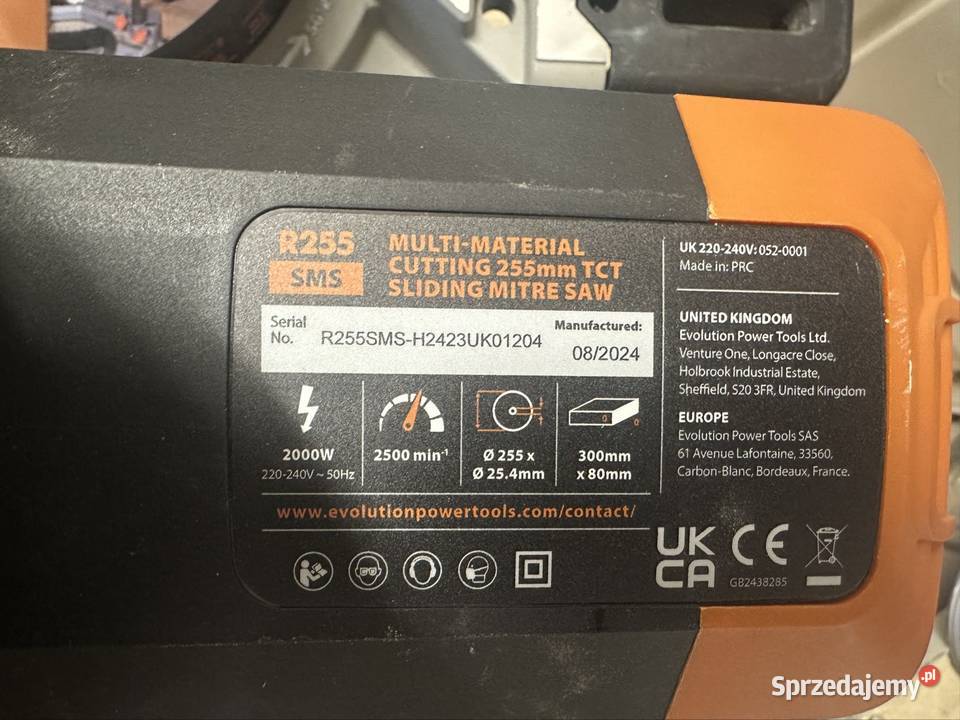 R255
SMS
MULTI-MATERIAL
CUTTING 255mm TCT
SLIDING MITRE SAW
Serial
No.
R255SMS-H2423UK01204
Manufactured:
08/2024
2000W
220-240V ~ 50Hz
2500 min⁻¹
Ø 255 x
Ø 25.4mm
300mm
x 80mm
www.evolutionpowertools.com/contact/
UK 220-240V: 052-0001
Made in: PRC
UNITED KINGDOM
Evolution Power Tools Ltd.
Venture One, Longacre Close,
Holbrook Industrial Estate,
Sheffield, S20 3FR, United Kingdom
EUROPE
Evolution Power Tools SAS
61 Avenue Lafontaine, 33560,
Carbon-Blanc, Bordeaux, France.
UK
CA
CE
GB2438285
Sprzedajemy.pl